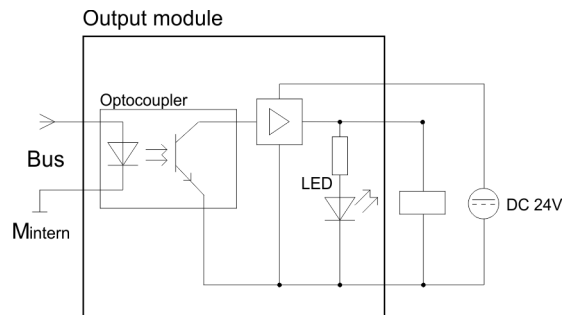 Output module
Optocoupler
Bus
LED
DC 24V
Mintern